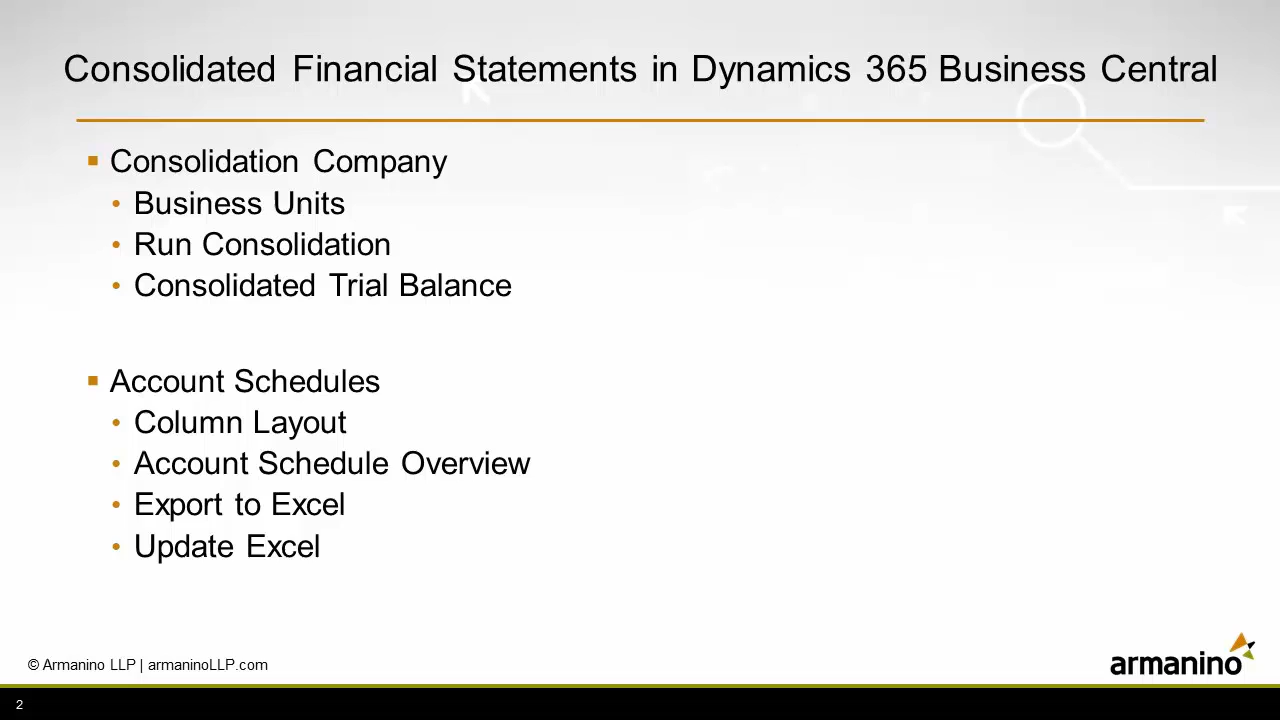 Consolidated Financial Statements in Dynamics 365 Business Central
Consolidation Company
Business Units
Run Consolidation
Consolidated Trial Balance
Account Schedules
Column Layout
Account Schedule Overview
Export to Excel
Update Excel
© Armanino LLP | armaninoLLP.com
armanino
2